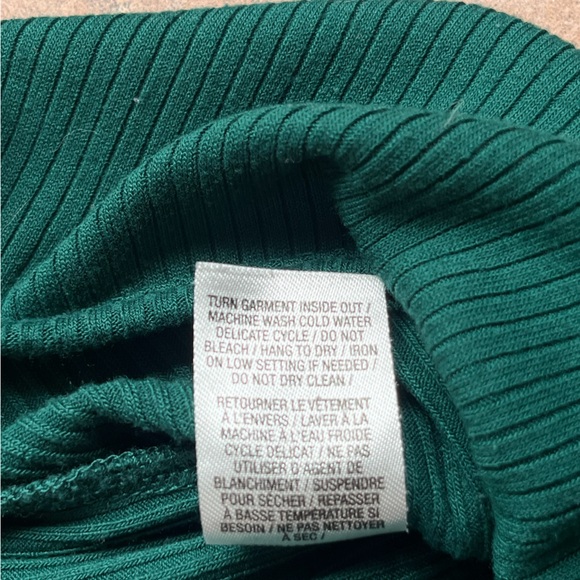 TURN GARMENT INSIDE OUT /
MACHINE WASH COLD WATER
DELICATE CYCLE / DO NOT
BLEACH / HANG TO DRY / IRON
ON LOW SETTING IF NEEDED /
DO NOT DRY CLEAN /
RETOURNER LE VÊTEMENT
À L'ENVERS / LAVER À LA
MACHINE À L'EAU FROIDE
CYCLE DELICAT / NE PAS
UTILISER D'AGENT DE
BLANCHIMENT / SUSPENDRE
POUR SÉCHER / REPASSER
À BASSE TEMPÉRATURE SI
BESOIN / NE PAS NETTOYER
À SEC /